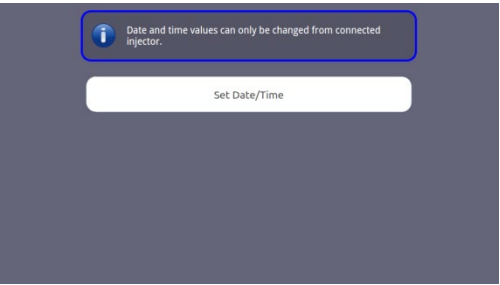 Date and time values can only be changed from connected
injector.
Set Date/Time